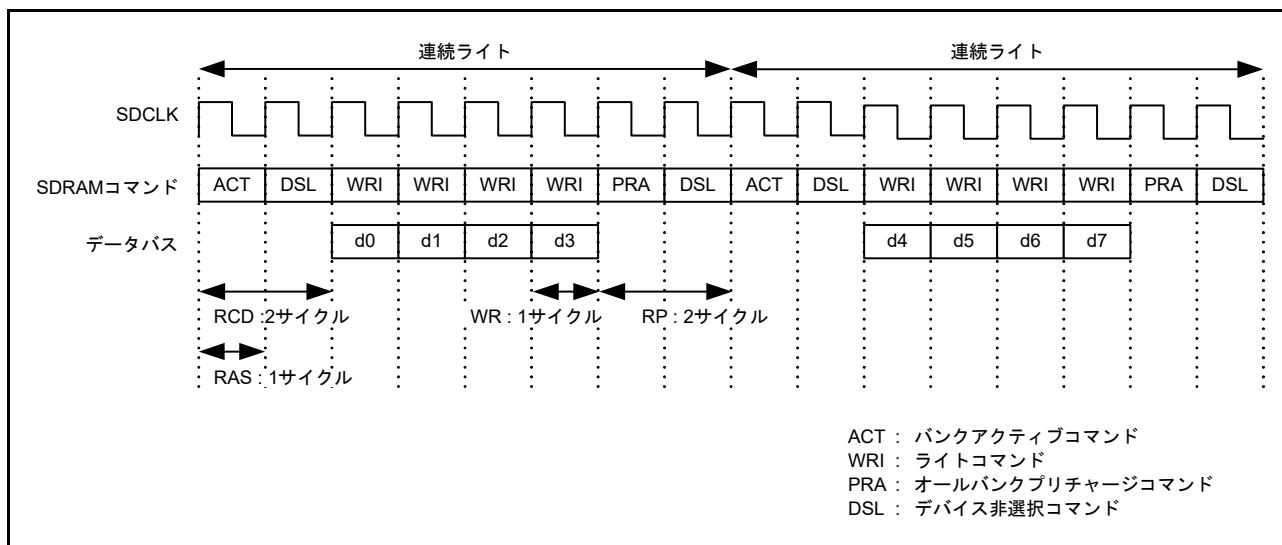 連続ライト 連続ライト
SDCLK
SDRAMコマンド ACT DSL WRI WRI WRI WRI PRA DSL ACT DSL WRI WRI WRI WRI PRA DSL
データバス d0 d1 d2 d3 d4 d5 d6 d7
RCD :2サイクル WR : 1サイクル RP : 2サイクル
RAS : 1サイクル
ACT : バンクアクティブコマンド
WRI : ライトコマンド
PRA : オールバンクプリチャージコマンド
DSL : デバイス非選択コマンド